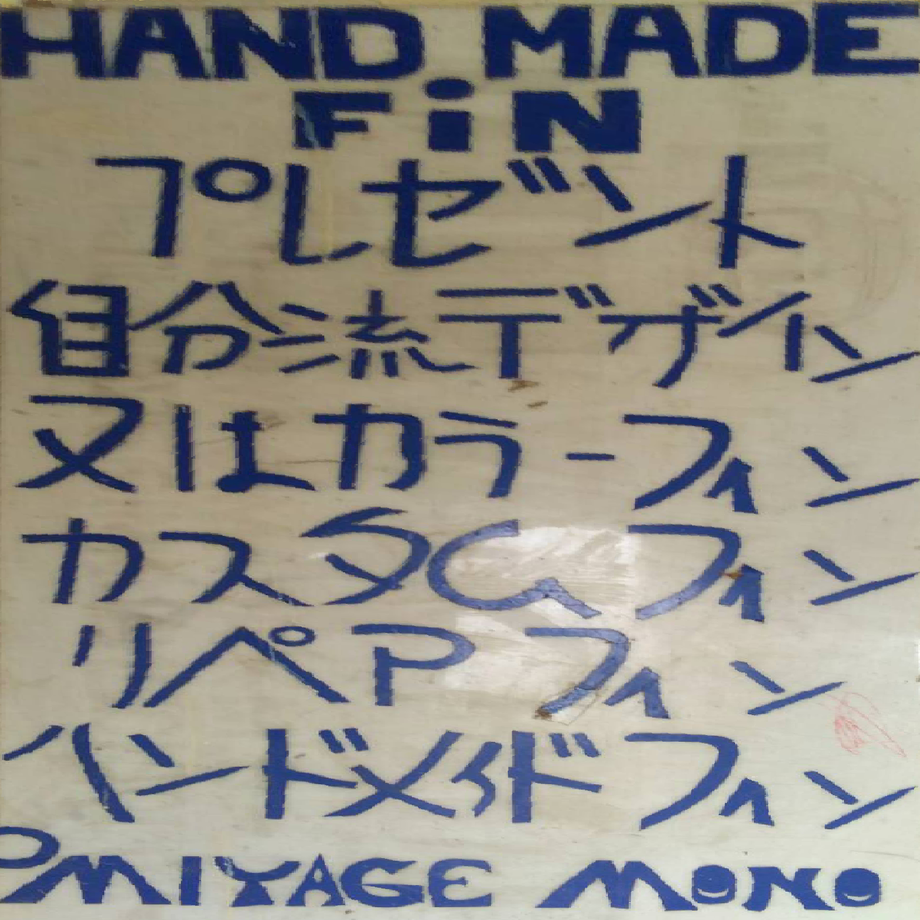 HAND MADE
FiN
プレゼント
自分流デザイン
又はカラーフィン
カスタムフィン
リペアフィン
ハンドメイドフィン
OMIYAGE MONO